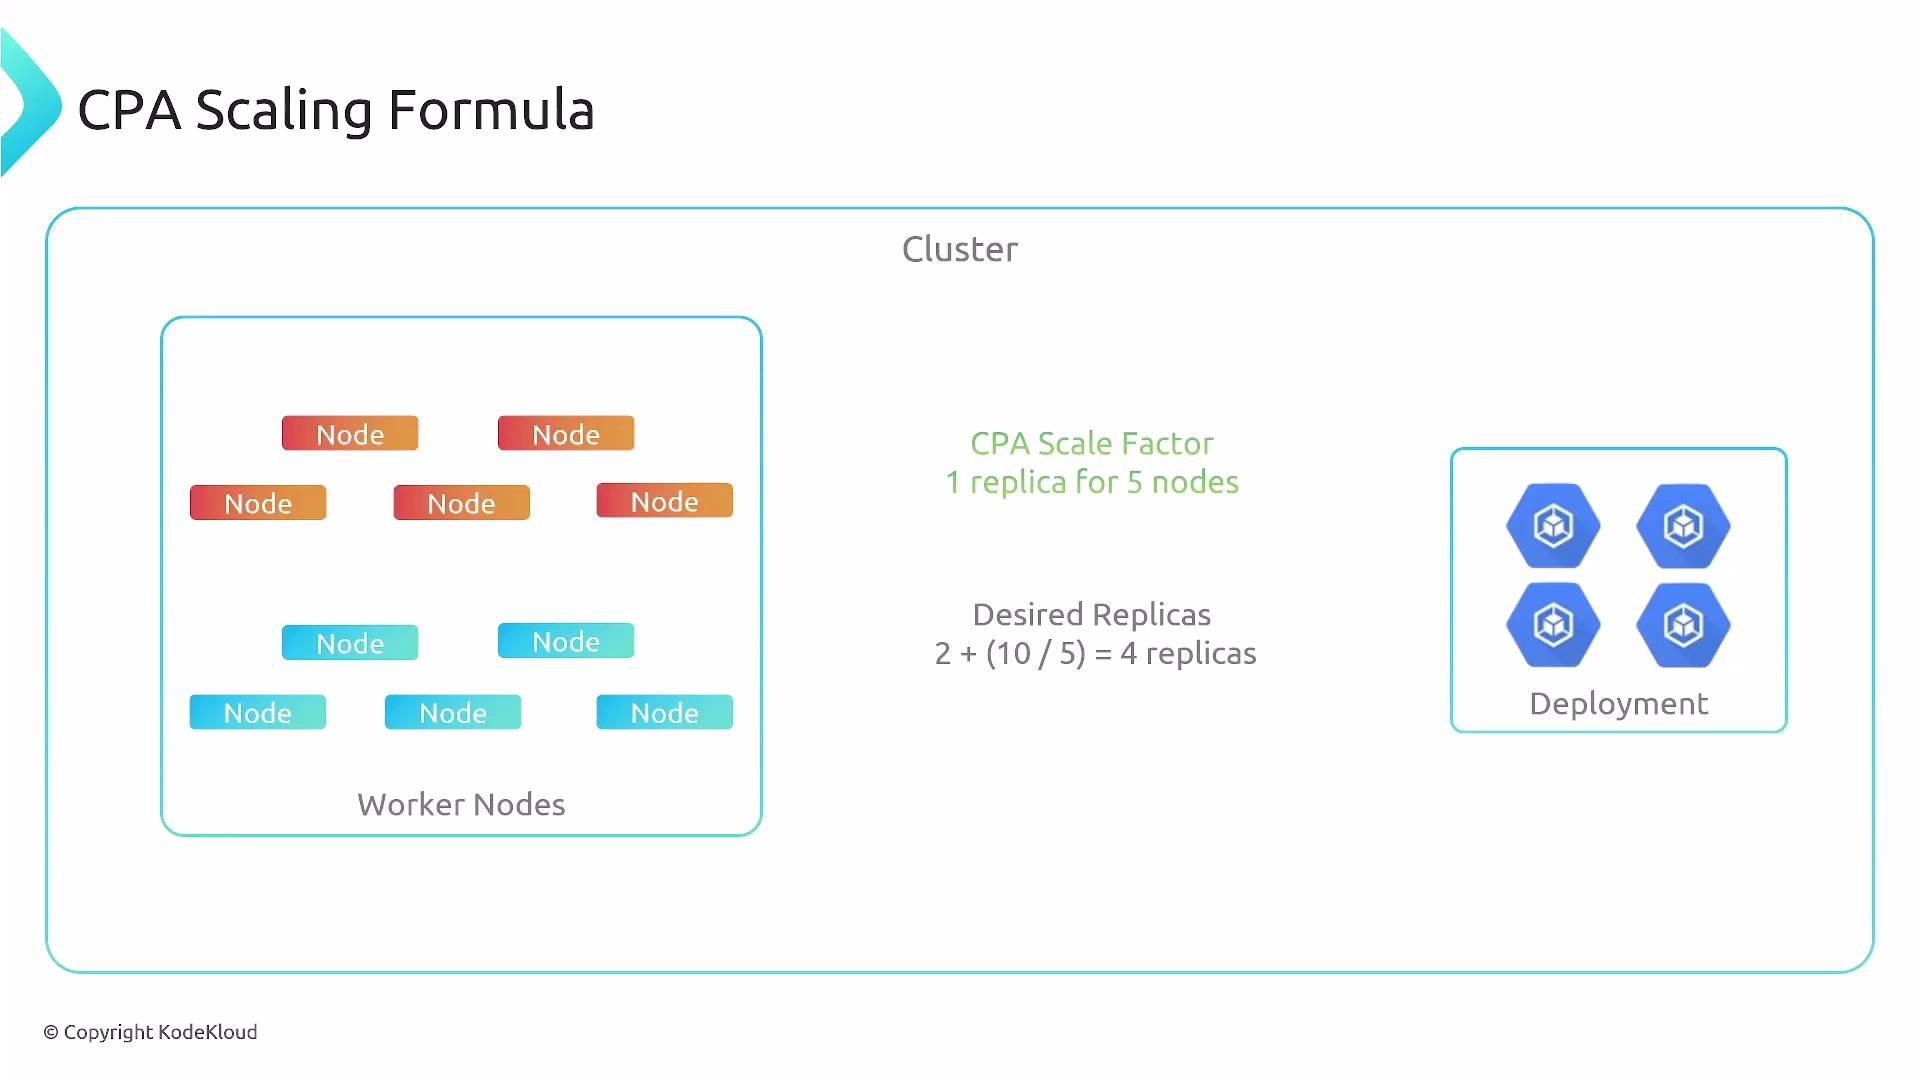 CPA Scaling Formula
Cluster
Node Node
Node Node Node
Node Node
Node Node Node
Worker Nodes
CPA Scale Factor
1 replica for 5 nodes
Desired Replicas
2 + (10 / 5) = 4 replicas
Deployment
© Copyright KodeKloud